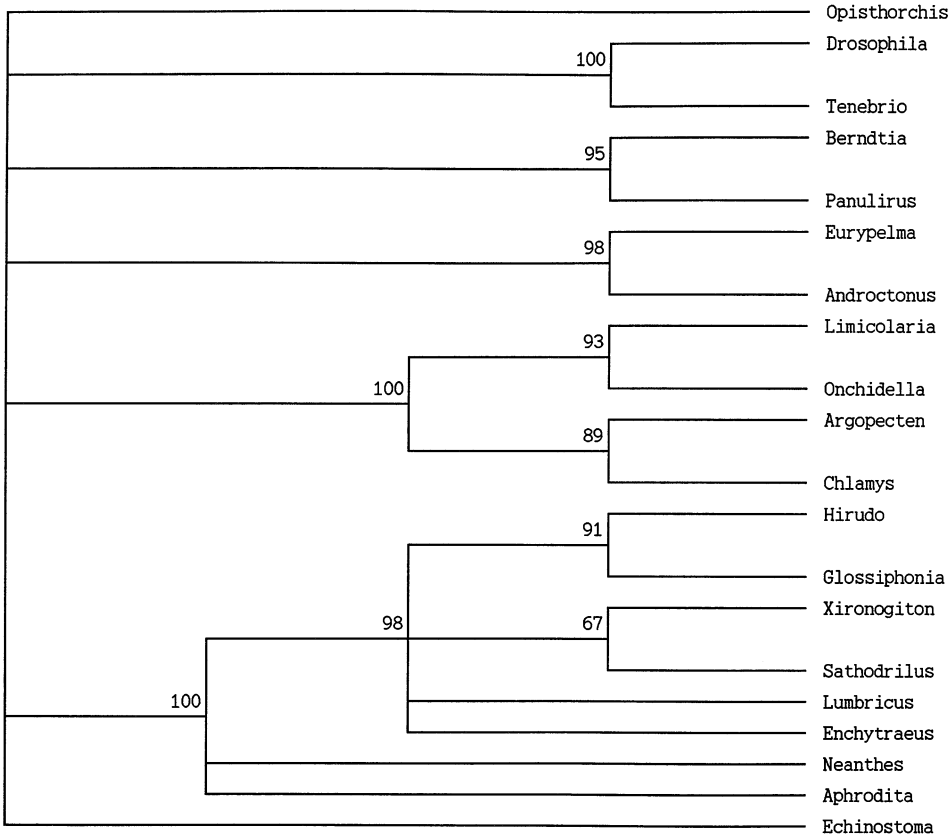 Opisthorchis
Drosophila
100
Tenebrio
Berndtia
95
Panulirus
Eurypelma
98
Androctonus
Limicolaria
93
100
Onchidella
Argopecten
89
Chlamys
Hirudo
91
Glossiphonia
Xironogiton
98
67
Sathodrilus
100
Lumbricus
Enchytraeus
Neanthes
Aphrodita
Echinostoma